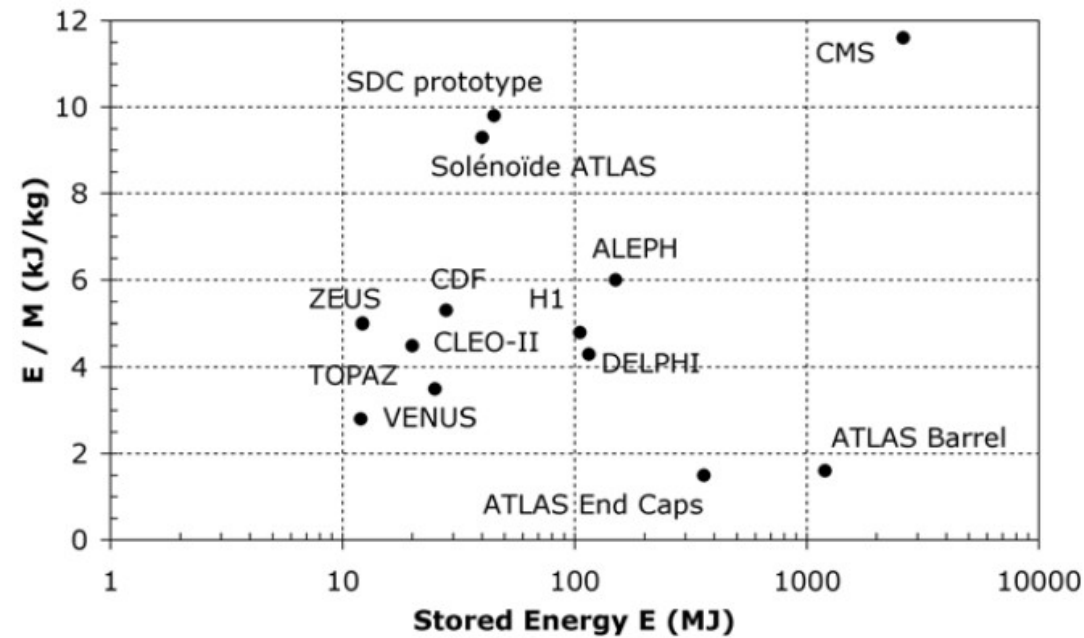 12
CMS
SDC prototype
10
Solénoïde ATLAS
8
E / M (kJ/kg)
ALEPH
6
CDF
ZEUS
H1
CLEO-II
DELPHI
4
TOPAZ
VENUS
2
ATLAS Barrel
ATLAS End Caps
0
1 10 100 1000 10000
Stored Energy E (MJ)